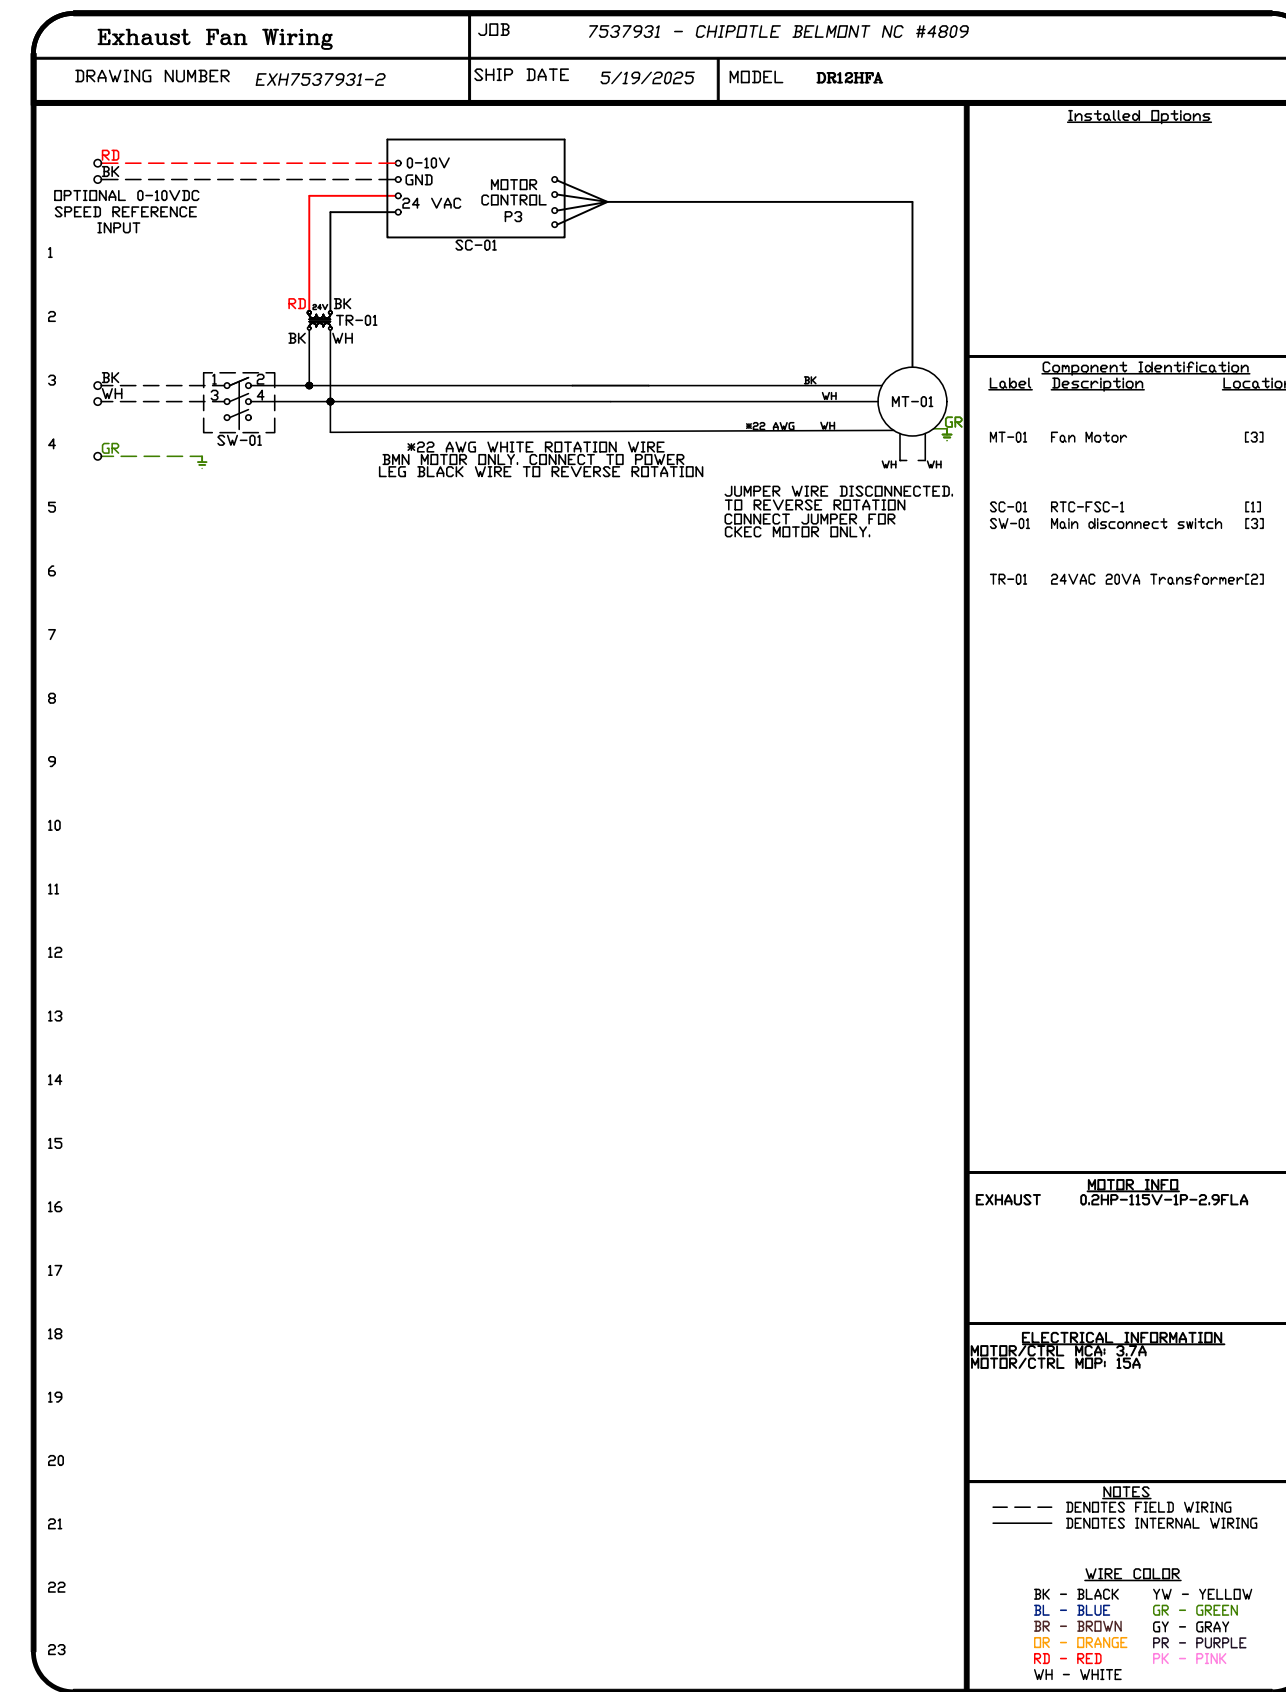 Exhaust Fan Wiring
JOB 7537931 - CHIPOTLE BELMONT NC #4809
DRAWING NUMBER EXH7537931-2
SHIP DATE 5/19/2025
MODEL DR12HFA
Installed Options
RD
BK
OPTIONAL 0-10VDC
SPEED REFERENCE
INPUT
0-10V
GND
24 VAC
MOTOR
CONTROL
P3
SC-01
1
2
RD 24V BK
TR-01
BK WH
3
BK
WH
1 2
3 4
SW-01
BK
WH
MT-01
*22 AWG WH
GR
WH WH
4
GR
*22 AWG WHITE ROTATION WIRE
BMN MOTOR ONLY. CONNECT TO POWER
LEG BLACK WIRE TO REVERSE ROTATION
JUMPER WIRE DISCONNECTED.
TO REVERSE ROTATION
CONNECT JUMPER FOR
CKEC MOTOR ONLY.
5
6
7
8
9
10
11
12
13
14
15
16
17
18
19
20
21
22
23
Component Identification
Label Description Location
MT-01 Fan Motor [3]
SC-01 RTC-FSC-1 [1]
SW-01 Main disconnect switch [3]
TR-01 24VAC 20VA Transformer[2]
MOTOR INFO
EXHAUST 0.2HP-115V-1P-2.9FLA
ELECTRICAL INFORMATION
MOTOR/CTRL MCA: 3.7A
MOTOR/CTRL MOP: 15A
NOTES
DENOTES FIELD WIRING
DENOTES INTERNAL WIRING
WIRE COLOR
BK - BLACK YW - YELLOW
BL - BLUE GR - GREEN
BR - BROWN GY - GRAY
OR - ORANGE PR - PURPLE
RD - RED PK - PINK
WH - WHITE